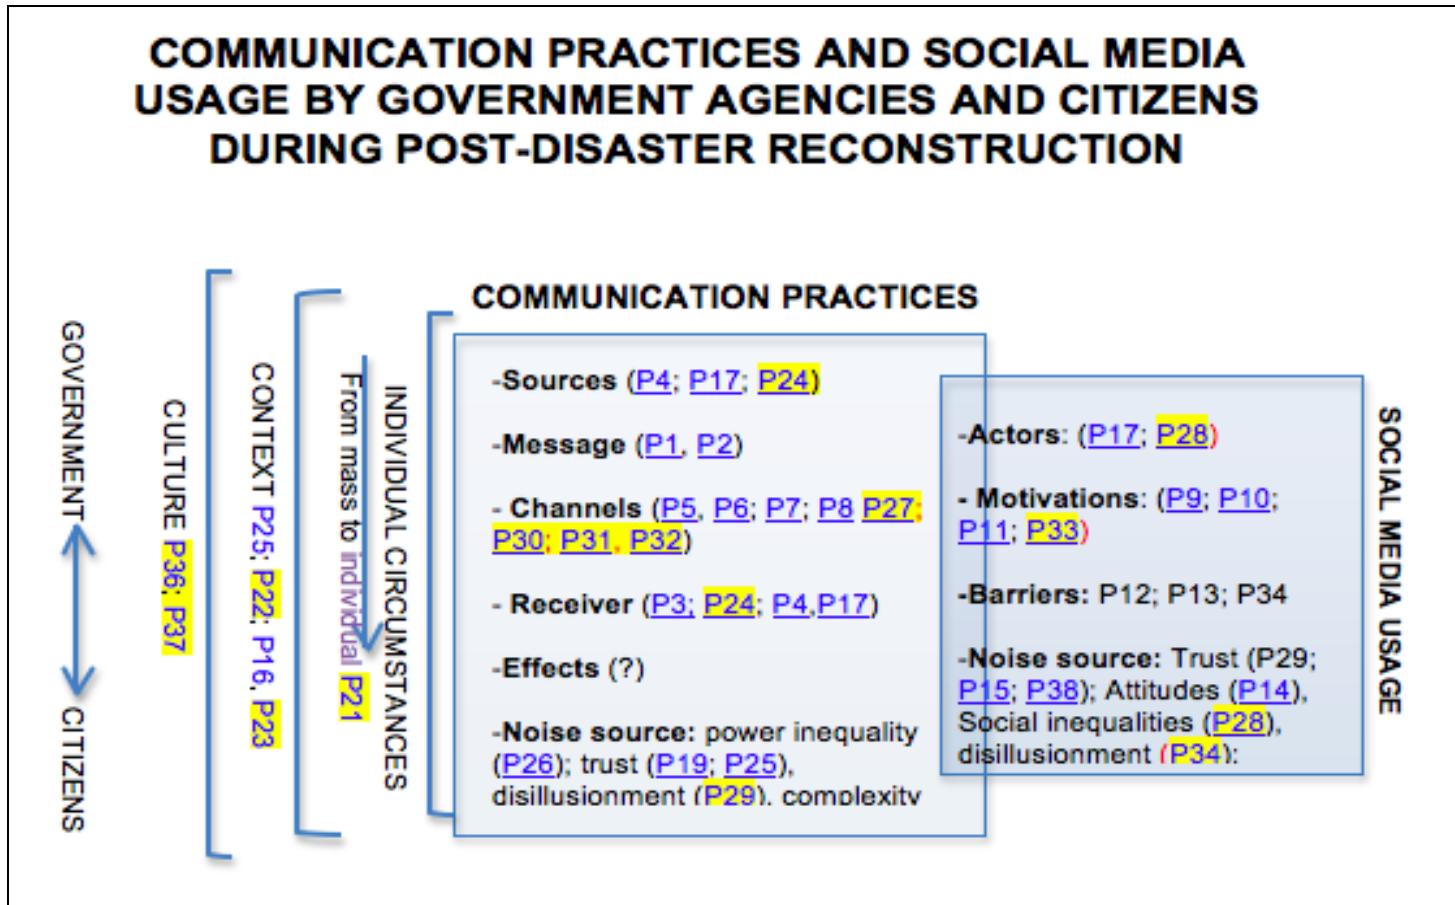 COMMUNICATION PRACTICES AND SOCIAL MEDIA
USAGE BY GOVERNMENT AGENCIES AND CITIZENS
DURING POST-DISASTER RECONSTRUCTION
GOVERNMENT
CITIZENS
CULTURE P36; P37
CONTEXT P25; P22; P16, P23
From mass to individual P21
INDIVIDUAL CIRCUMSTANCES
COMMUNICATION PRACTICES
-Sources (P4; P17; P24)
-Message (P1, P2)
- Channels (P5, P6; P7; P8 P27;
P30; P31, P32)
- Receiver (P3; P24; P4,P17)
-Effects (?)
-Noise source: power inequality
(P26); trust (P19; P25),
disillusionment (P29), complexity
-Actors: (P17; P28)
- Motivations: (P9; P10;
P11; P33)
-Barriers: P12; P13; P34
-Noise source: Trust (P29;
P15; P38); Attitudes (P14),
Social inequalities (P28),
disillusionment (P34);
SOCIAL MEDIA USAGE